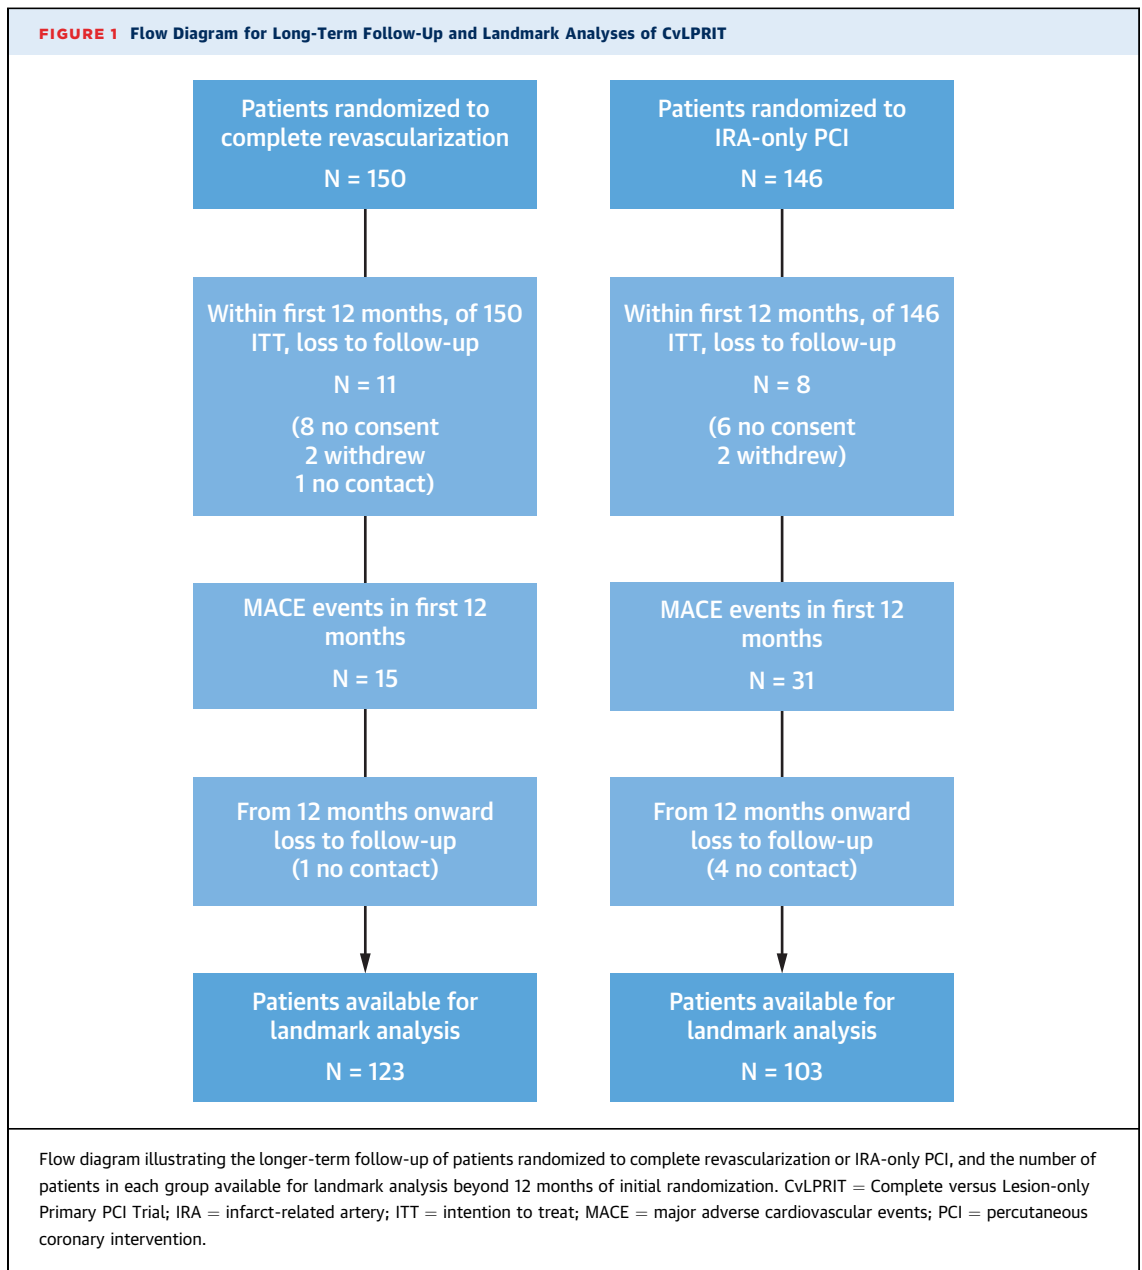 FIGURE 1 Flow Diagram for Long-Term Follow-Up and Landmark Analyses of CvLPRIT
Patients randomized to
complete revascularization
N = 150
Within first 12 months, of 150
ITT, loss to follow-up
N = 11
(8 no consent
2 withdrew
1 no contact)
MACE events in first 12
months
N = 15
From 12 months onward
loss to follow-up
(1 no contact)
Patients available for
landmark analysis
N = 123
Patients randomized to
IRA-only PCI
N = 146
Within first 12 months, of 146
ITT, loss to follow-up
N = 8
(6 no consent
2 withdrew)
MACE events in first 12
months
N = 31
From 12 months onward
loss to follow-up
(4 no contact)
Patients available for
landmark analysis
N = 103
Flow diagram illustrating the longer-term follow-up of patients randomized to complete revascularization or IRA-only PCI, and the number of
patients in each group available for landmark analysis beyond 12 months of initial randomization. CvLPRIT = Complete versus Lesion-only
Primary PCI Trial; IRA = infarct-related artery; ITT = intention to treat; MACE = major adverse cardiovascular events; PCI = percutaneous
coronary intervention.